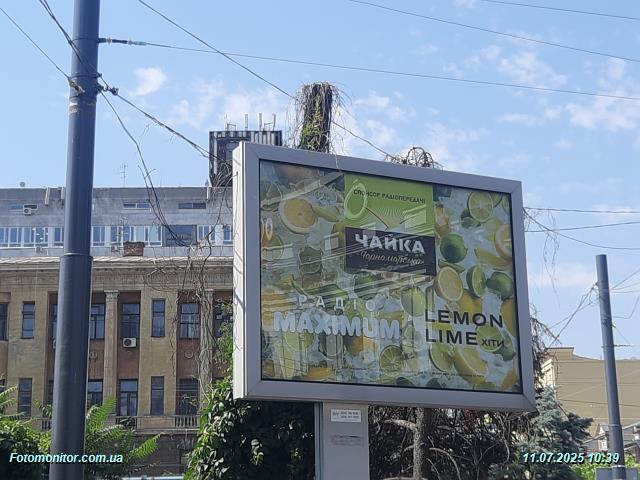 СПОНСОР РАДІОПЕРЕДАЧІ
ЧАЙКА
Чорноморська
РАДІО
MAXIMUM
LEMON
LIME ХІТИ
Fotomonitor.com.ua
11.07.2025 10:39